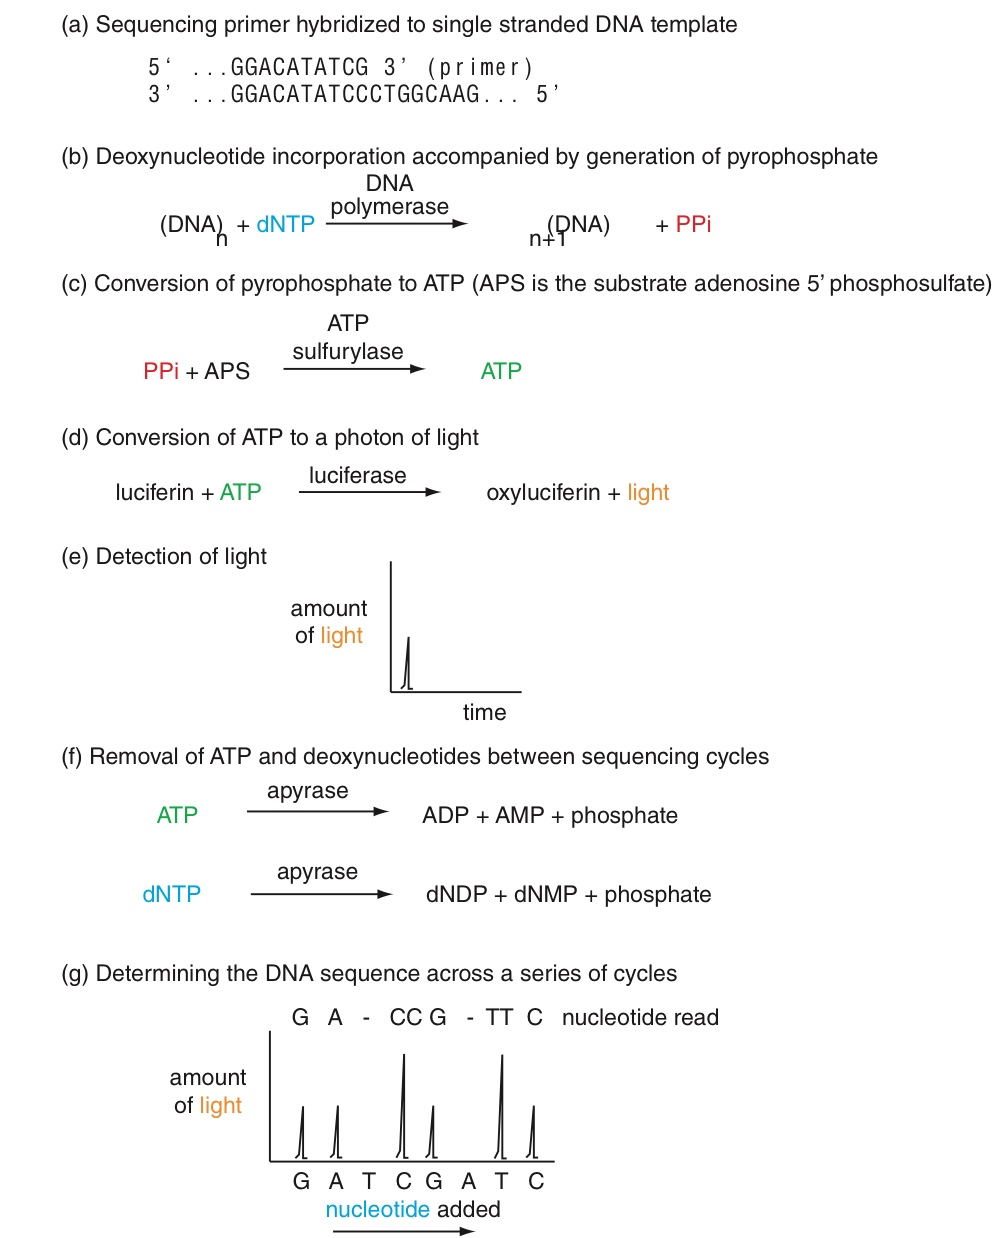 (a) Sequencing primer hybridized to single stranded DNA template
5‘ ...GGACATATCG 3’ (primer)
3’ ...GGACATATCCCTGGCAAG... 5’
(b) Deoxynucleotide incorporation accompanied by generation of pyrophosphate
DNA
polymerase
(DNA)n + dNTP (DNA)n+1 + PPi
(c) Conversion of pyrophosphate to ATP (APS is the substrate adenosine 5’ phosphosulfate)
ATP
sulfurylase
PPi + APS ATP
(d) Conversion of ATP to a photon of light
luciferase
luciferin + ATP oxyluciferin + light
(e) Detection of light
amount
of light
time
(f) Removal of ATP and deoxynucleotides between sequencing cycles
apyrase
ATP ADP + AMP + phosphate
apyrase
dNTP dNDP + dNMP + phosphate
(g) Determining the DNA sequence across a series of cycles
G A - CC G - TT C nucleotide read
amount
of light
G A T C G A T C
nucleotide added